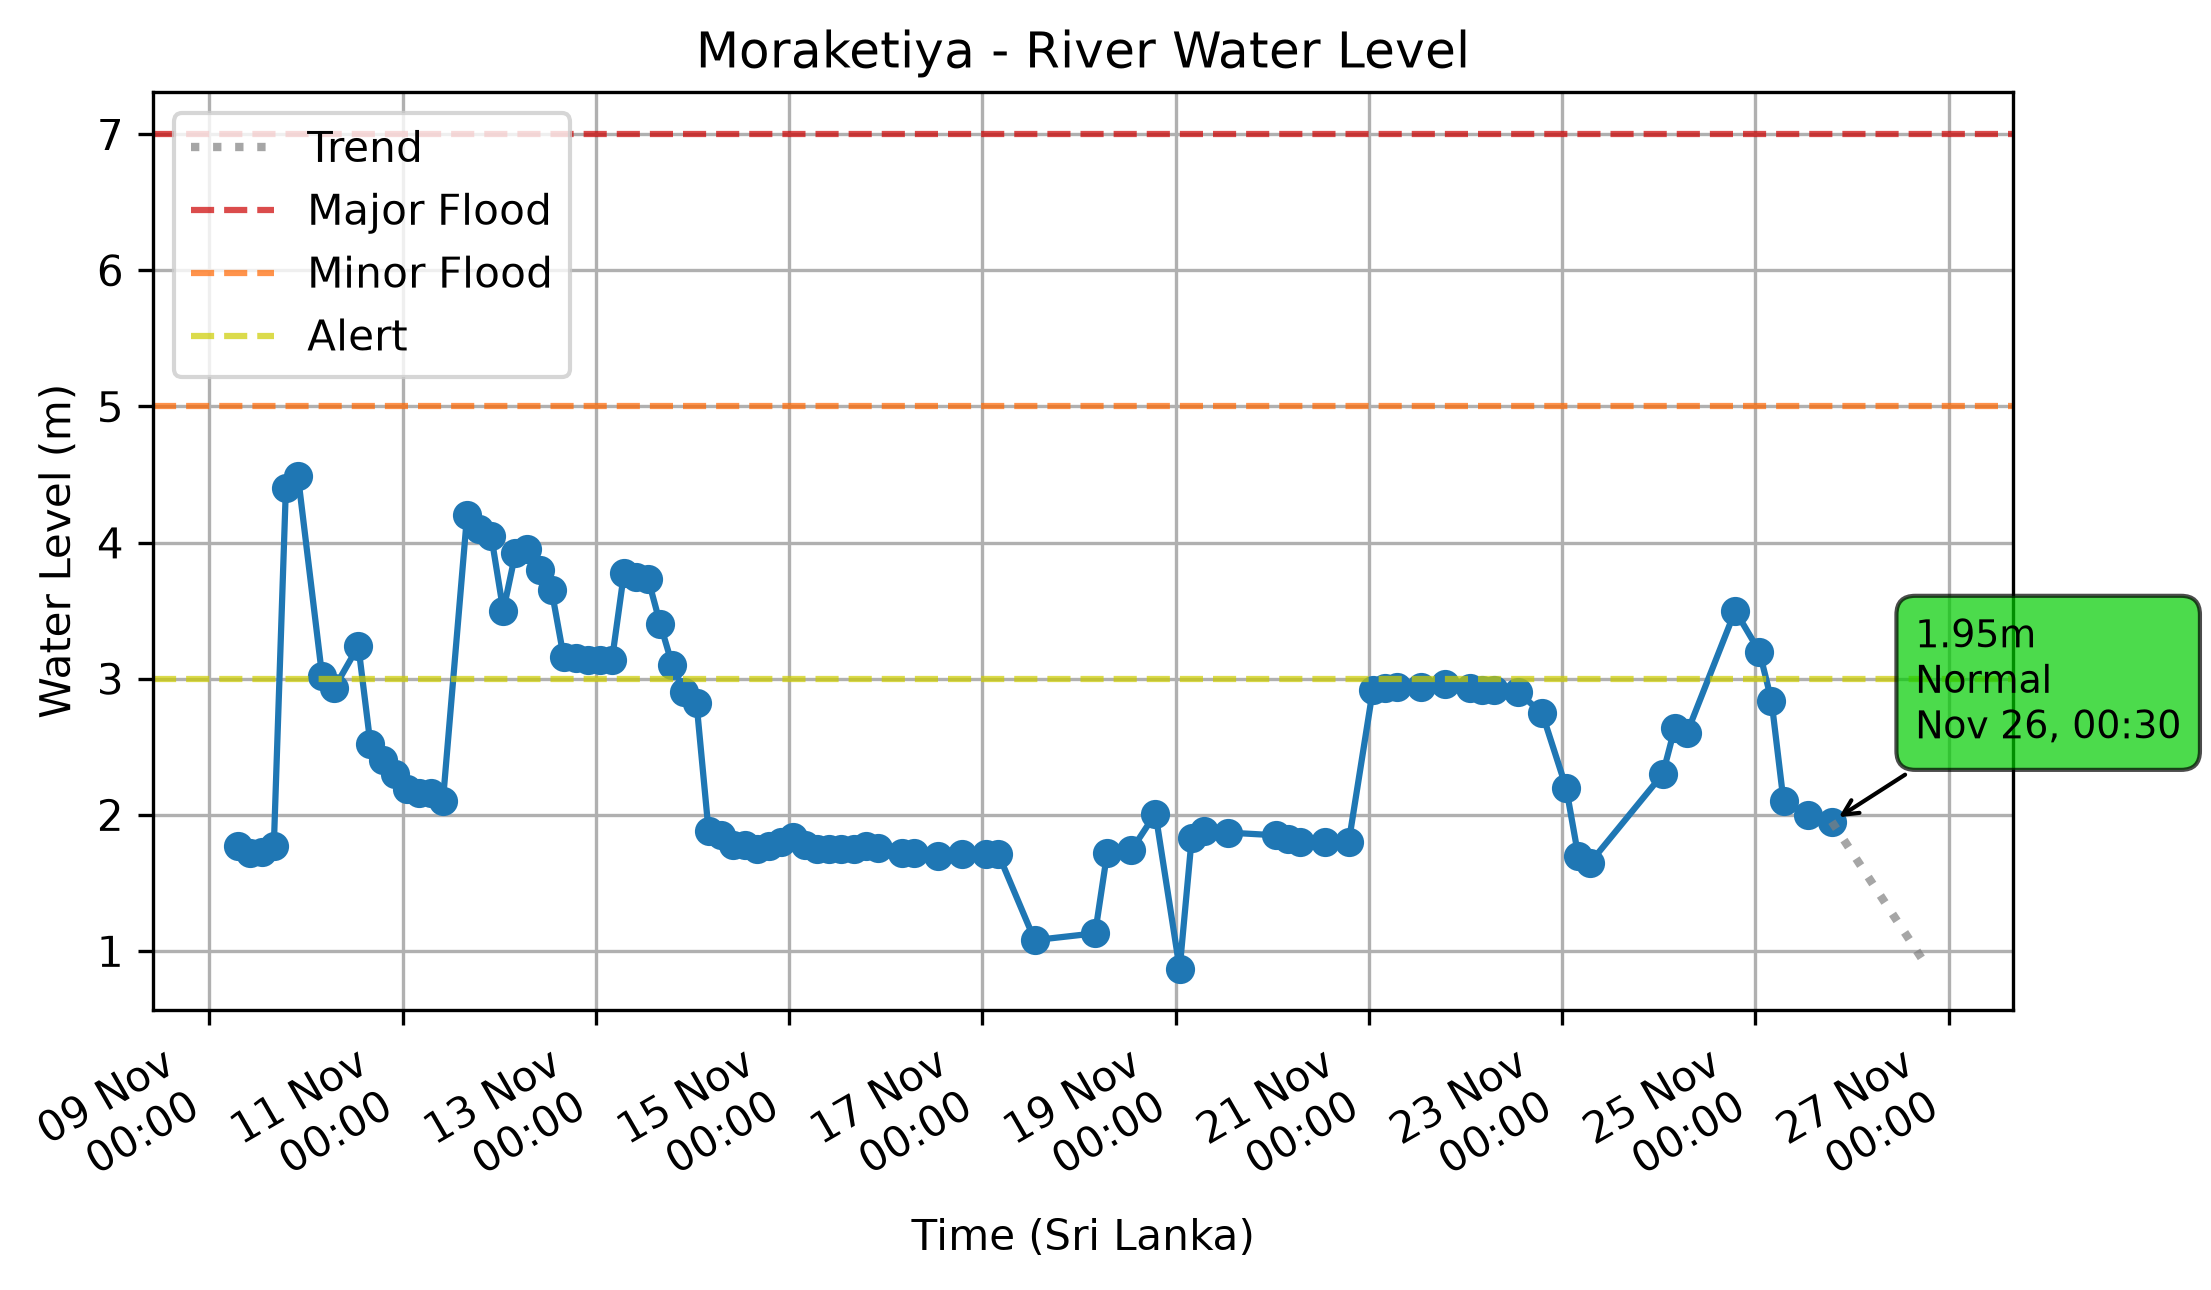 Moraketiya - River Water Level
Trend
Major Flood
Minor Flood
Alert
Water Level (m)
7
6
5
4
3
2
1
1.95m
Normal
Nov 26, 00:30
09 Nov
00:00
11 Nov
00:00
13 Nov
00:00
15 Nov
00:00
17 Nov
00:00
19 Nov
00:00
21 Nov
00:00
23 Nov
00:00
25 Nov
00:00
27 Nov
00:00
Time (Sri Lanka)